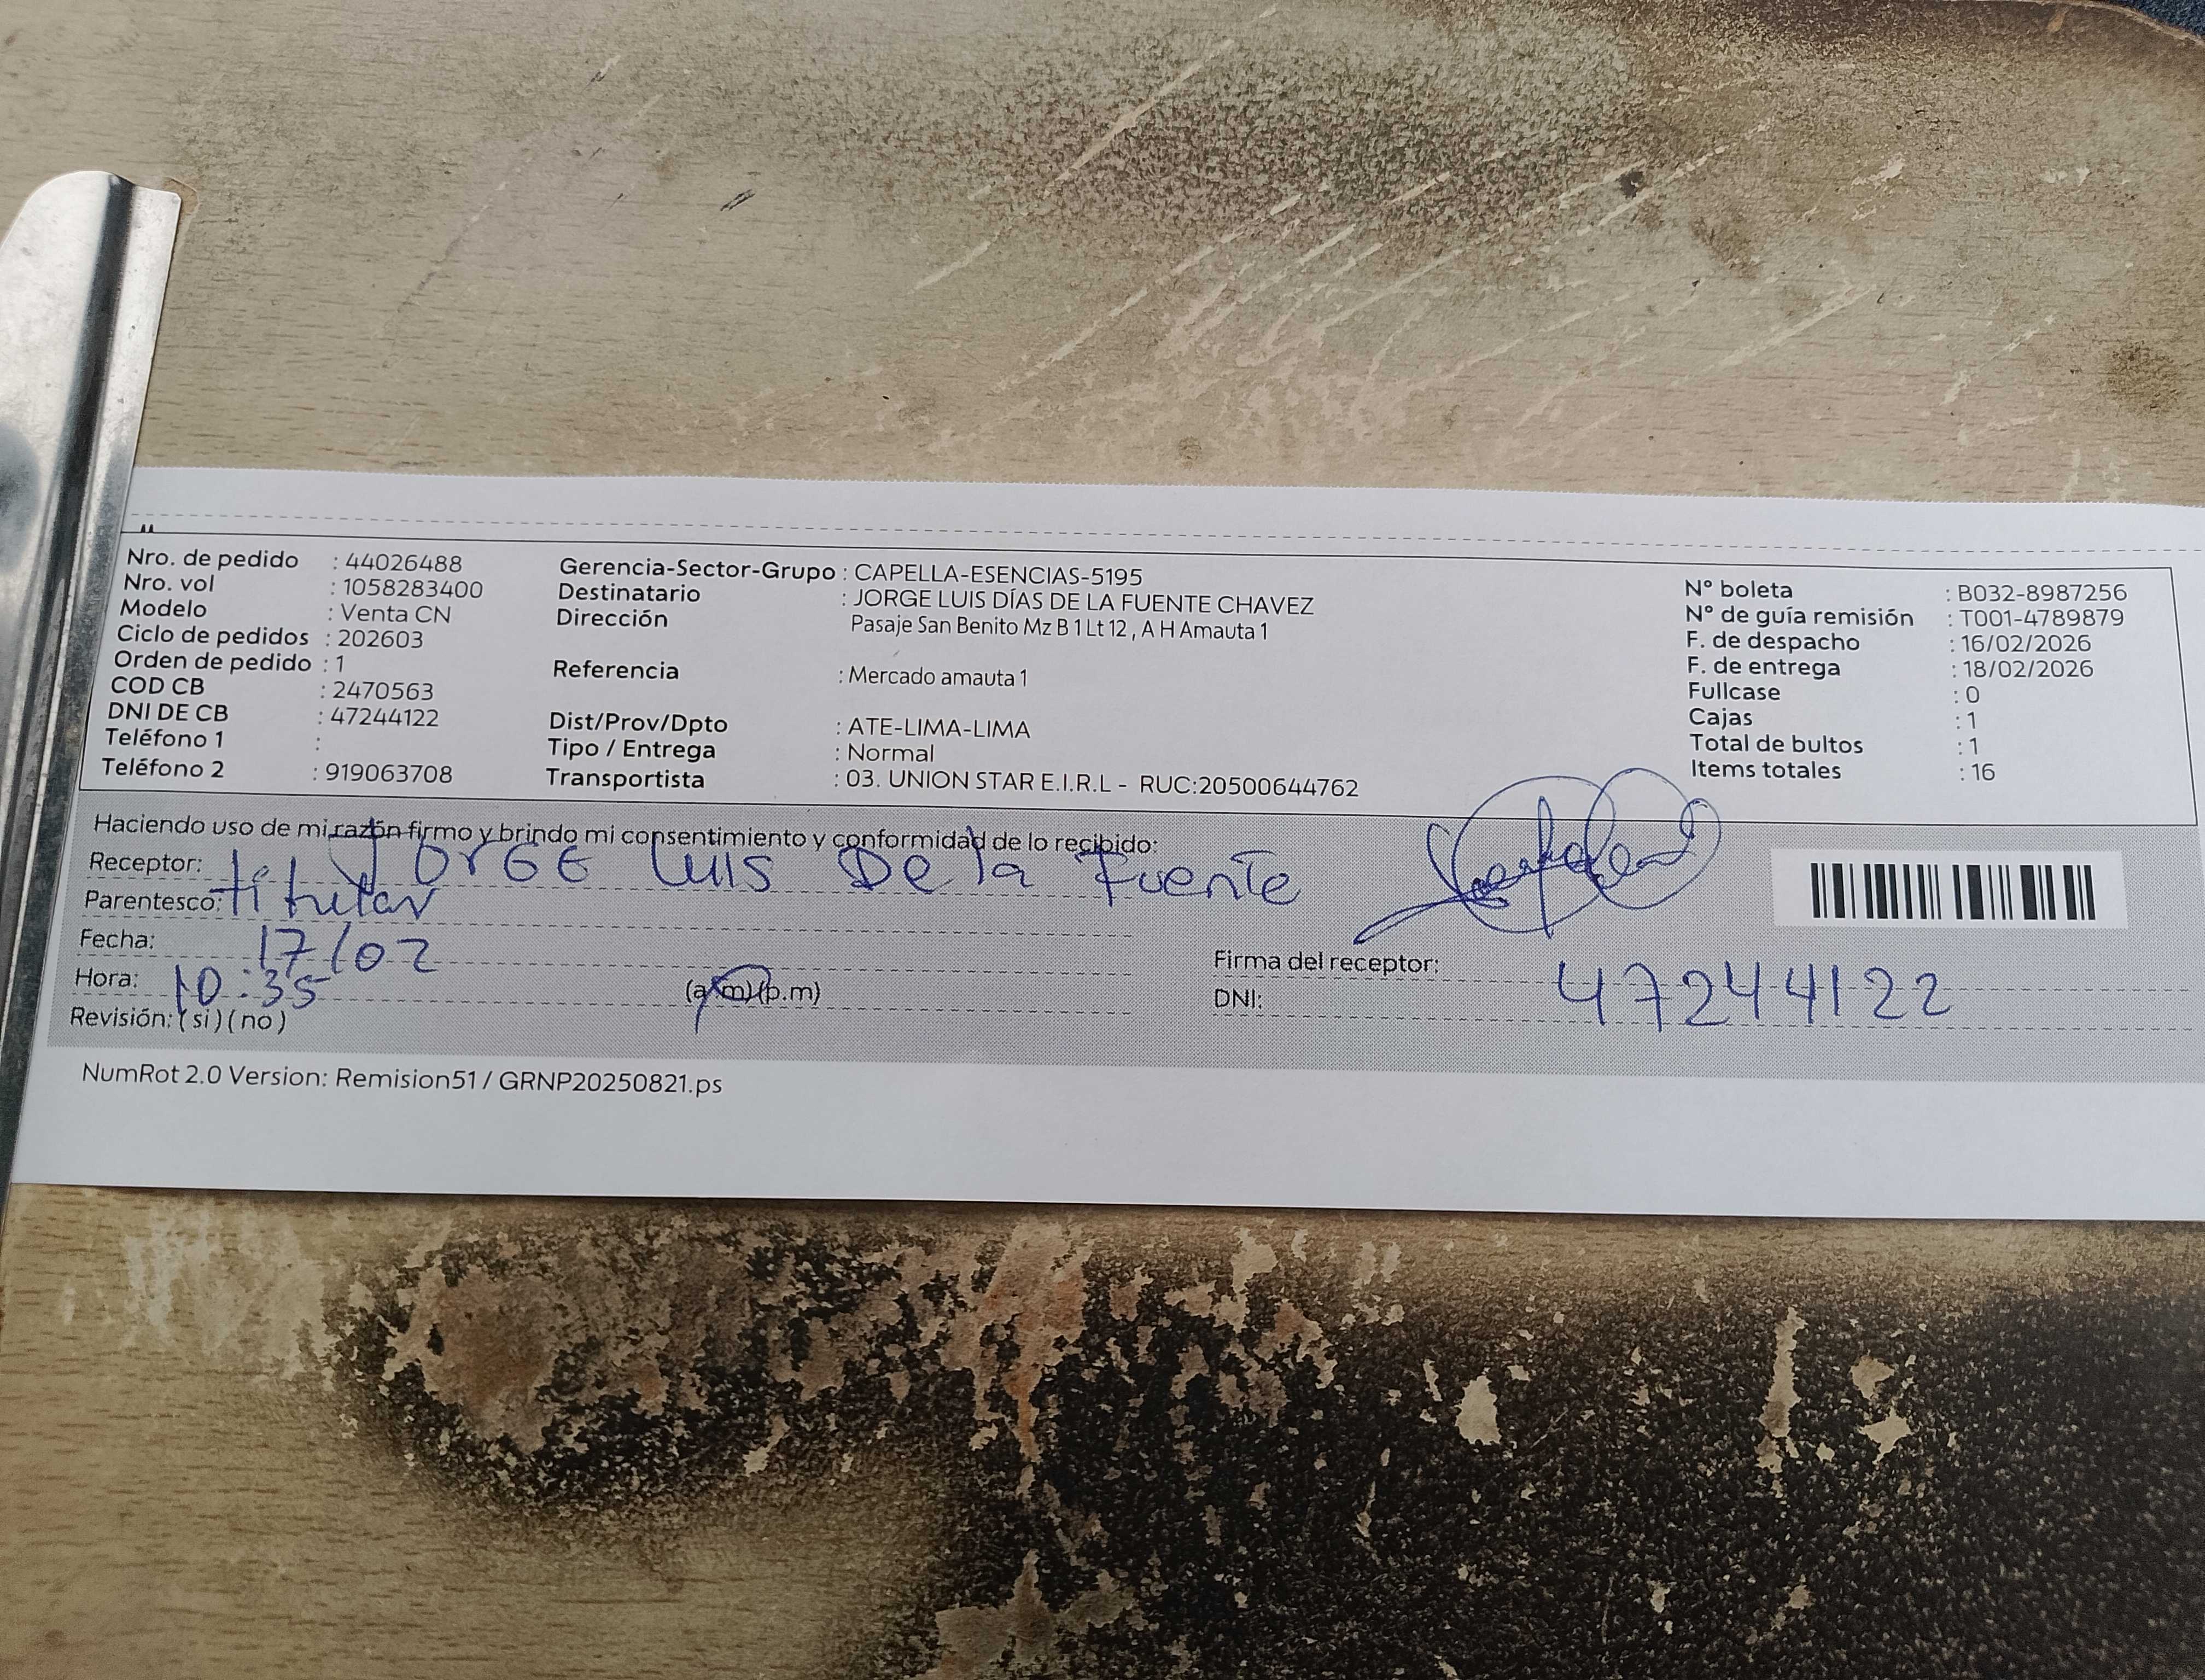 Nro. de pedido : 44026488
Nro. vol : 1058283400
Modelo : Venta CN
Ciclo de pedidos : 202603
Orden de pedido : 1
COD CB : 2470563
DNI DE CB : 47244122
Teléfono 1 :
Teléfono 2 : 919063708
Gerencia-Sector-Grupo : CAPELLA-ESENCIAS-5195
Destinatario : JORGE LUIS DÍAS DE LA FUENTE CHAVEZ
Dirección Pasaje San Benito Mz B 1 Lt 12 , A H Amauta 1
Referencia : Mercado amauta 1
Dist/Prov/Dpto : ATE-LIMA-LIMA
Tipo / Entrega : Normal
Transportista : 03. UNION STAR E.I.R.L - RUC:20500644762
N° boleta : B032-8987256
N° de guía remisión : T001-4789879
F. de despacho : 16/02/2026
F. de entrega : 18/02/2026
Fullcase : 0
Cajas : 1
Total de bultos : 1
Items totales : 16
Haciendo uso de mi razón firmo y brindo mi consentimiento y conformidad de lo recibido:
Receptor: Jorge Luis De la Fuente
Parentesco: titular
Fecha: 17/02
Hora: 10:35 (a.m)(p.m)
Revisión: (si)(no)
Firma del receptor:
DNI: 47244122
NumRot 2.0 Version: Remision51 / GRNP20250821.ps